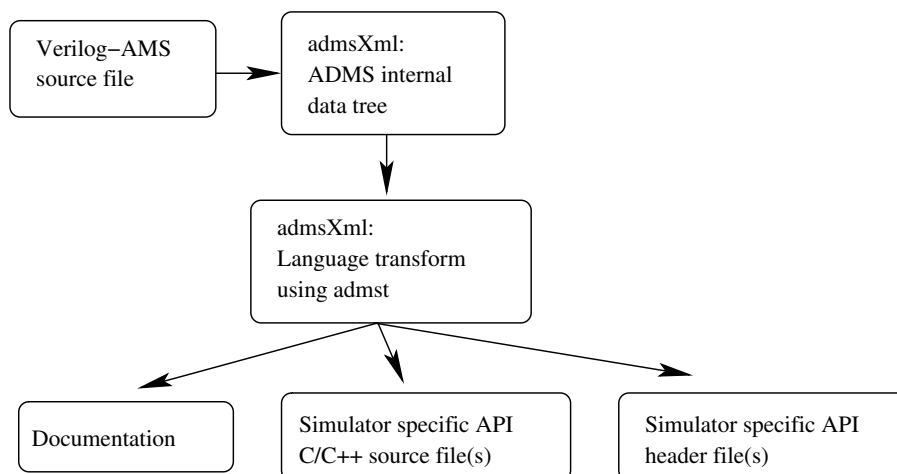 Verilog−AMS
source file
admsXml:
ADMS internal
data tree
admsXml:
Language transform
using admst
Documentation
Simulator specific API
C/C++ source file(s)
Simulator specific API
header file(s)